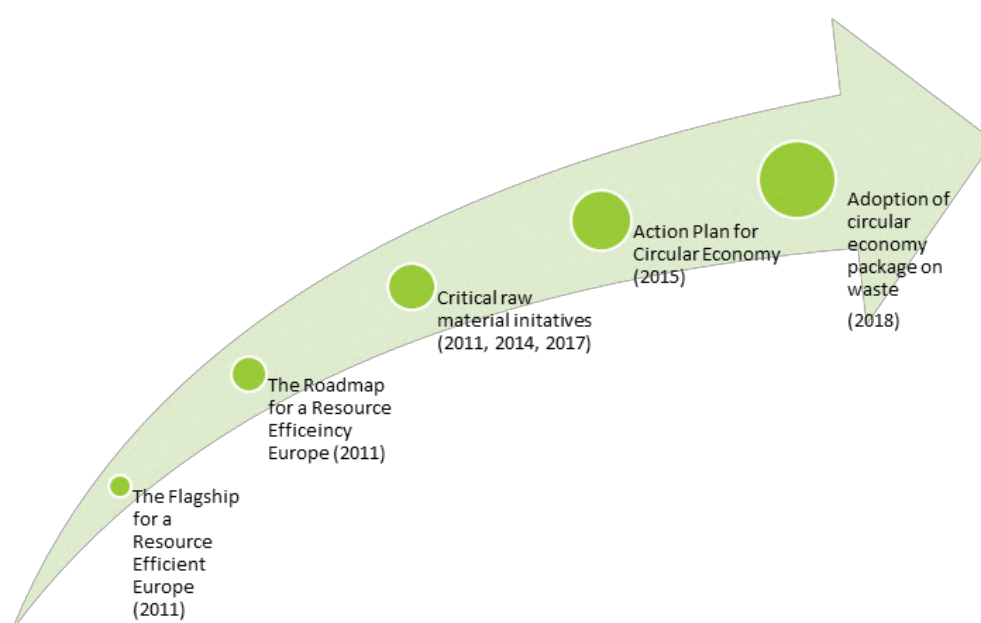 The Flagship
for a
Resource
Efficient
Europe
(2011)
The Roadmap
for a Resource
Efficeincy
Europe (2011)
Critical raw
material initatives
(2011, 2014, 2017)
Action Plan for
Circular Economy
(2015)
Adoption of
circular
economy
package on
waste
(2018)